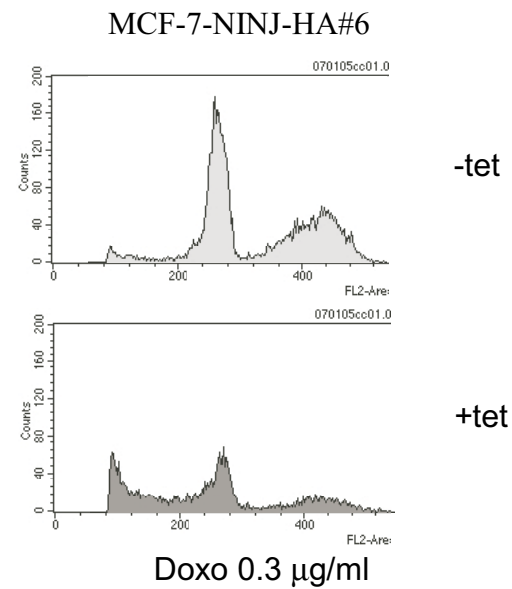 MCF-7-NINJ-HA#6
070105cc01.0
200
160
120
80
40
0
Counts
0 200 400
FL2-Are
-tet
070105cc01.0
200
160
120
80
40
0
Counts
0 200 400
FL2-Are
+tet
Doxo 0.3 μg/ml